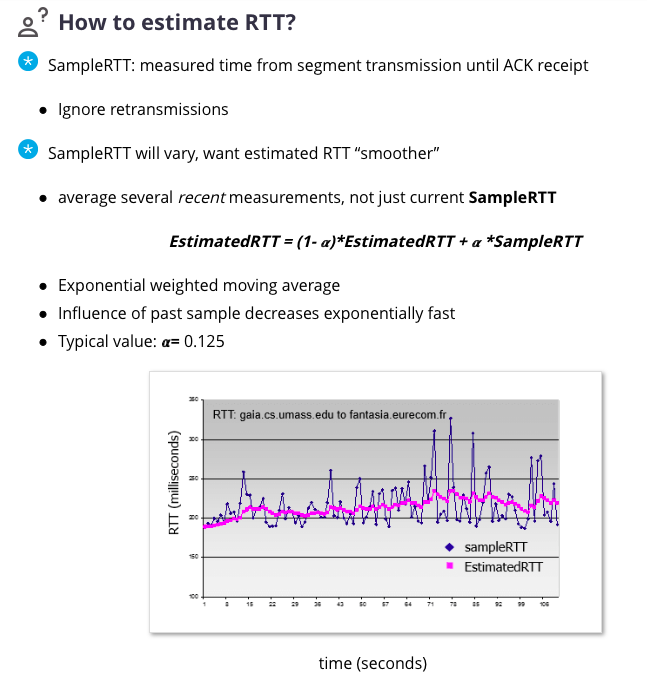 How to estimate RTT?
SampleRTT: measured time from segment transmission until ACK receipt
Ignore retransmissions
SampleRTT will vary, want estimated RTT “smoother”
average several recent measurements, not just current SampleRTT
EstimatedRTT = (1- α)*EstimatedRTT + α *SampleRTT
Exponential weighted moving average
Influence of past sample decreases exponentially fast
Typical value: α= 0.125
RTT: gaia.cs.umass.edu to fantasia.eurecom.fr
RTT (milliseconds)
350
300
250
200
150
100
sampleRTT
EstimatedRTT
1 8 15 22 29 36 43 50 57 64 71 78 85 92 99 106
time (seconds)